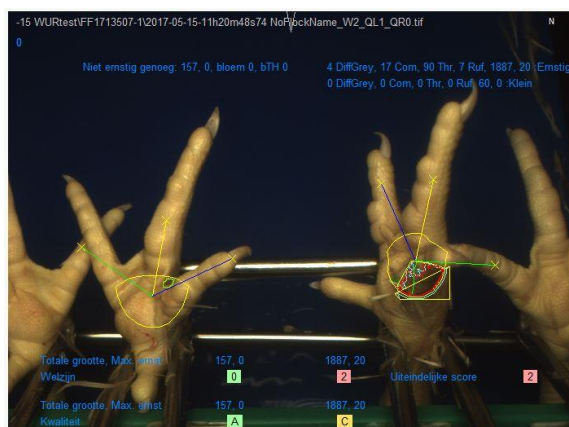 -15 WURtest\FF1713507-1\2017-05-15-11h20m48s74 NoFlockName_W2_QL1_QR0.tif
N
0
Niet ernstig genoeg: 157, 0, bloem 0, bTH 0
4 DiffGrey, 17 Com, 90 Thr, 7 Ruf, 1887, 20 :Ernstig
0 DiffGrey, 0 Com, 0 Thr, 0 Ruf, 60, 0 :Klein
Totale grootte, Max. ernst 157, 0 1887, 20
Welzijn 0 2 Uiteindelijke score 2
Totale grootte, Max. ernst 157, 0 1887, 20
Kwaliteit A C